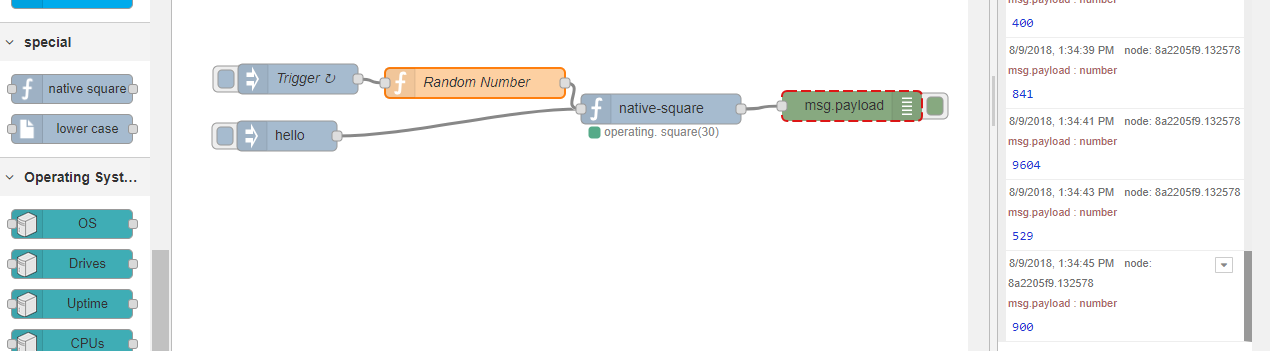 special
native square
lower case
Operating Syst...
OS
Drives
Uptime
CPUs
Trigger ↻
Random Number
hello
native-square
operating. square(30)
msg.payload
msg.payload : number
400
8/9/2018, 1:34:39 PM node: 8a2205f9.132578
msg.payload : number
841
8/9/2018, 1:34:41 PM node: 8a2205f9.132578
msg.payload : number
9604
8/9/2018, 1:34:43 PM node: 8a2205f9.132578
msg.payload : number
529
8/9/2018, 1:34:45 PM node:
8a2205f9.132578
msg.payload : number
900